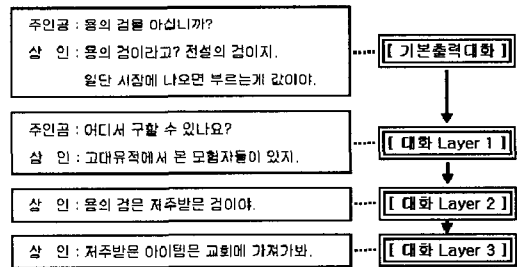 주인공 : 용의 검을 아십니까?
상 인 : 용의 검이라고? 전설의 검이지.
일단 시장에 나오면 부르는게 값이야.
[ 기본출력대화 ]
주인공 : 어디서 구할 수 있나요?
상 인 : 고대유적에서 본 모험자들이 있지.
[ 대화 Layer 1 ]
상 인 : 용의 검은 저주받은 검이야.
[ 대화 Layer 2 ]
상 인 : 저주받은 아이템은 교회에 가져가봐.
[ 대화 Layer 3 ]